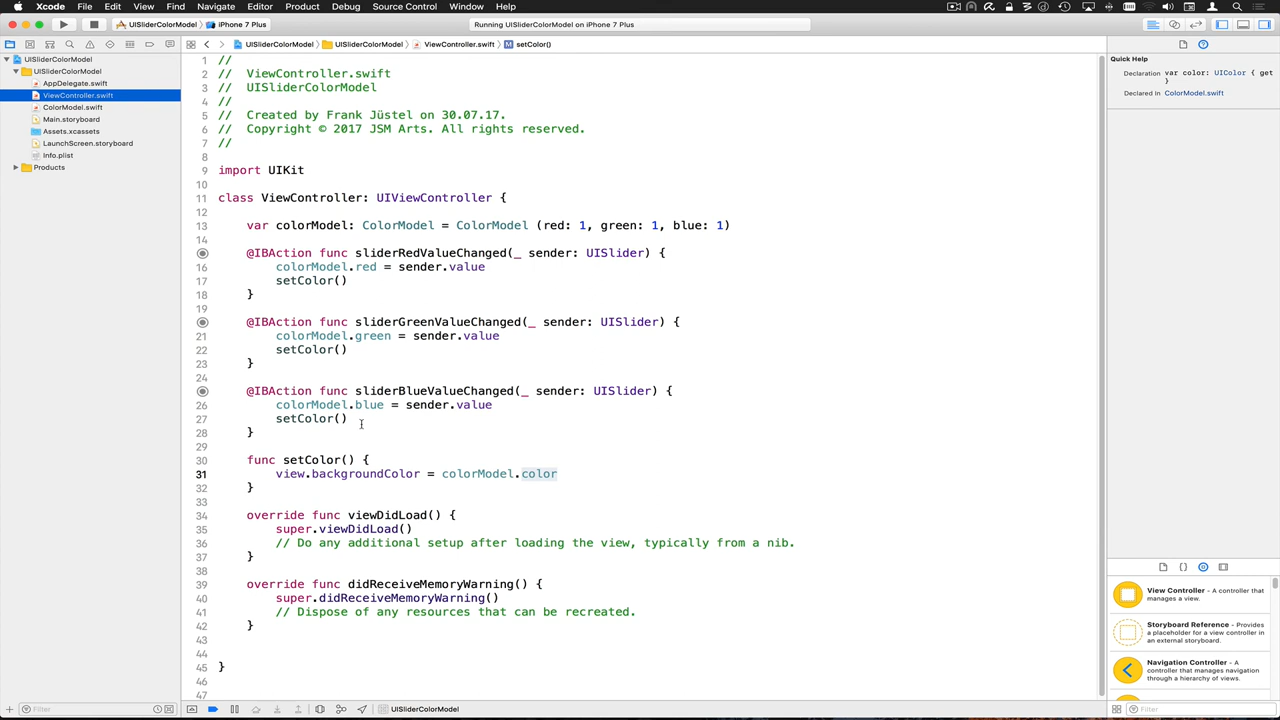 Xcode File Edit View Find Navigate Editor Product Debug Source Control Window Help
UISliderColorModel iPhone 7 Plus Running UISliderColorModel on iPhone 7 Plus
UISliderColorModel UISliderColorModel ViewController.swift M setColor()
UISliderColorModel
UISliderColorModel
AppDelegate.swift
ViewController.swift
ColorModel.swift
Main.storyboard
Assets.xcassets
LaunchScreen.storyboard
Info.plist
Products
Filter
1 //
2 // ViewController.swift
3 // UISliderColorModel
4 //
5 // Created by Frank Jüstel on 30.07.17.
6 // Copyright © 2017 JSM Arts. All rights reserved.
7 //
8
9 import UIKit
10
11 class ViewController: UIViewController {
12
13 var colorModel: ColorModel = ColorModel (red: 1, green: 1, blue: 1)
14
@IBAction func sliderRedValueChanged(_ sender: UISlider) {
16 colorModel.red = sender.value
17 setColor()
18 }
19
@IBAction func sliderGreenValueChanged(_ sender: UISlider) {
21 colorModel.green = sender.value
22 setColor()
23 }
24
@IBAction func sliderBlueValueChanged(_ sender: UISlider) {
26 colorModel.blue = sender.value
27 setColor()
28 }
29
30 func setColor() {
31 view.backgroundColor = colorModel.color
32 }
33
34 override func viewDidLoad() {
35 super.viewDidLoad()
36 // Do any additional setup after loading the view, typically from a nib.
37 }
38
39 override func didReceiveMemoryWarning() {
40 super.didReceiveMemoryWarning()
41 // Dispose of any resources that can be recreated.
42 }
43
44
45 }
46
47
UISliderColorModel
Quick Help
Declaration var color: UIColor { get
}
Declared in ColorModel.swift
View Controller - A controller that
manages a view.
Storyboard Reference - Provides
a placeholder for a view controller in
an external storyboard.
Navigation Controller - A
controller that manages navigation
through a hierarchy of views.
Filter